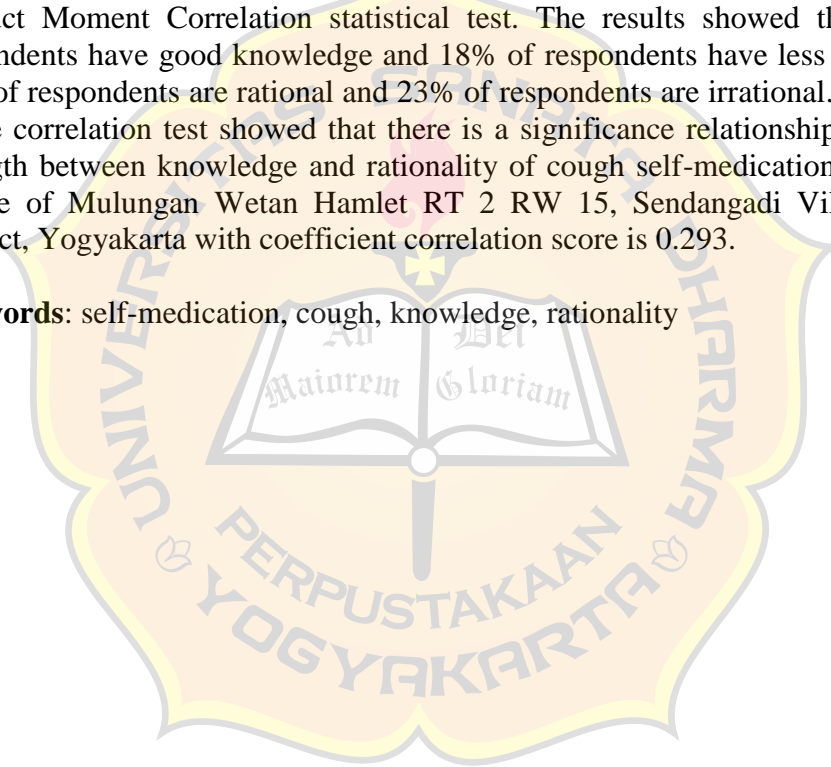 uct Moment Correlation statistical test. The results showed th
ndents have good knowledge and 18% of respondents have less
of respondents are rational and 23% of respondents are irrational.
e correlation test showed that there is a significance relationship
gth between knowledge and rationality of cough self-medication
e of Mulungan Wetan Hamlet RT 2 RW 15, Sendangadi Vil
ct, Yogyakarta with coefficient correlation score is 0.293.
words: self-medication, cough, knowledge, rationality
UNIVERSITAS SANATA DHARMA
Ad Dei
Maiorem Gloriam
PERPUSTAKAAN
YOGYAKARTA